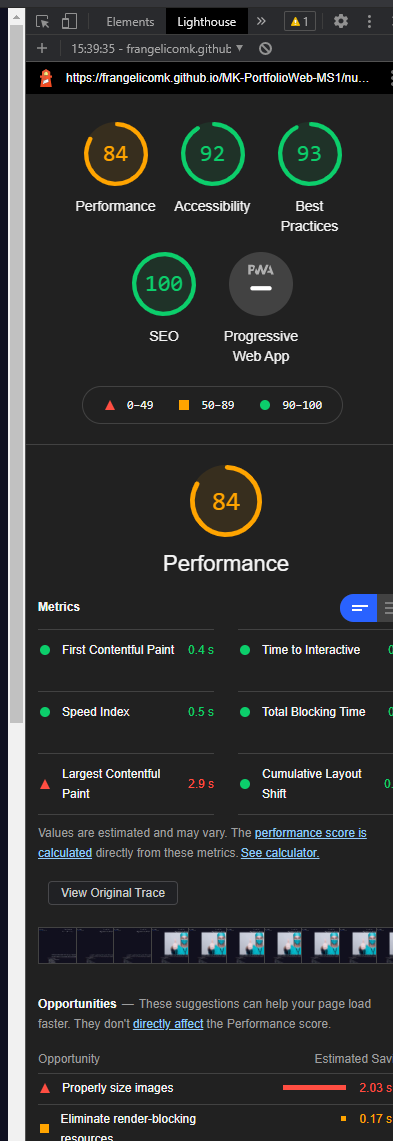 Elements Lighthouse » 1
+ 15:39:35 - frangelicomk.github
https://frangelicomk.github.io/MK-PortfolioWeb-MS1/nu…
84 92 93
Performance Accessibility Best
Practices
100 PWA
SEO Progressive
Web App
0–49 50–89 90–100
84
Performance
Metrics
First Contentful Paint 0.4 s Time to Interactive
Speed Index 0.5 s Total Blocking Time
Largest Contentful
Paint 2.9 s Cumulative Layout
Shift
Values are estimated and may vary. The performance score is
calculated directly from these metrics. See calculator.
View Original Trace
Opportunities — These suggestions can help your page load
faster. They don't directly affect the Performance score.
Opportunity Estimated Savi
Properly size images 2.03 s
Eliminate render-blocking 0.17 s
resources